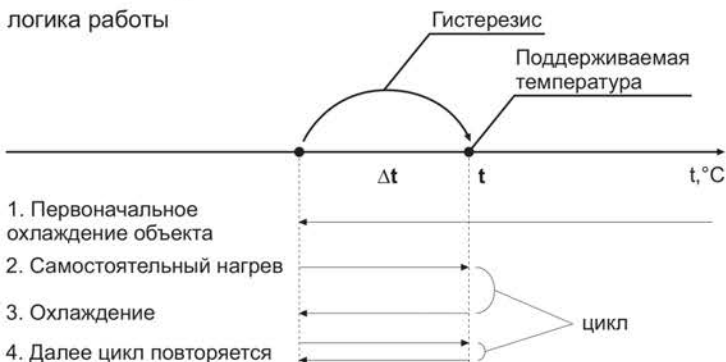 логика работы
Гистерезис
Поддерживаемая
температура
Δt
t
t,°C
1. Первоначальное
охлаждение объекта
2. Самостоятельный нагрев
3. Охлаждение
цикл
4. Далее цикл повторяется